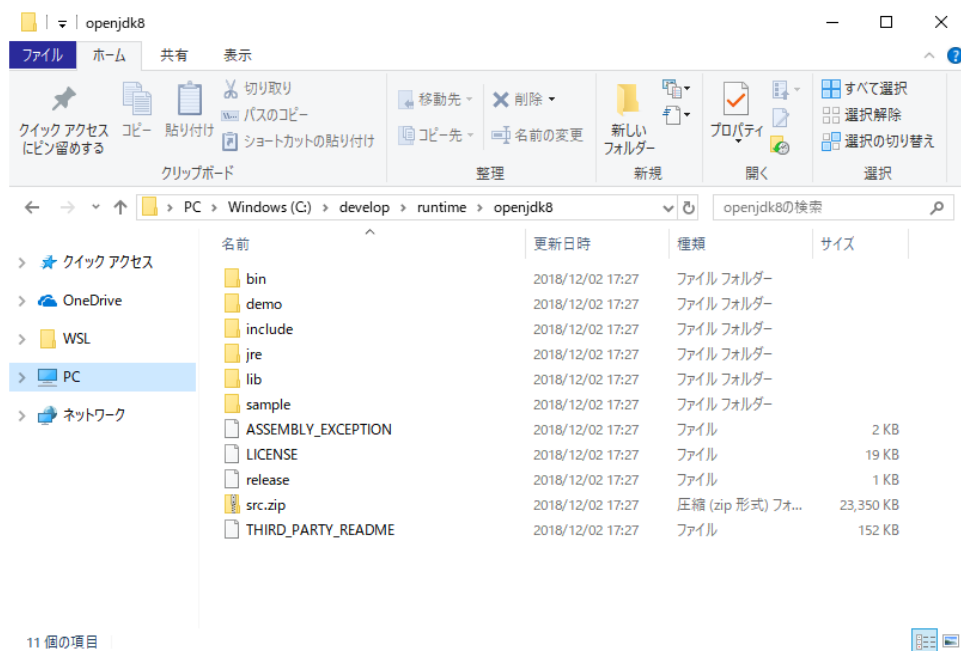 openjdk8
ファイル ホーム 共有 表示
クイック アクセス
にピン留めする
コピー
貼り付け
切り取り
パスのコピー
ショートカットの貼り付け
クリップボード
移動先
コピー先
削除
名前の変更
整理
新しい
フォルダー
新規
プロパティ
開く
すべて選択
選択解除
選択の切り替え
選択
PC > Windows (C:) > develop > runtime > openjdk8
openjdk8の検索
クイック アクセス
OneDrive
WSL
PC
ネットワーク
名前 更新日時 種類 サイズ
bin 2018/12/02 17:27 ファイル フォルダー
demo 2018/12/02 17:27 ファイル フォルダー
include 2018/12/02 17:27 ファイル フォルダー
jre 2018/12/02 17:27 ファイル フォルダー
lib 2018/12/02 17:27 ファイル フォルダー
sample 2018/12/02 17:27 ファイル フォルダー
ASSEMBLY_EXCEPTION 2018/12/02 17:27 ファイル 2 KB
LICENSE 2018/12/02 17:27 ファイル 19 KB
release 2018/12/02 17:27 ファイル 1 KB
src.zip 2018/12/02 17:27 圧縮 (zip 形式) フォ... 23,350 KB
THIRD_PARTY_README 2018/12/02 17:27 ファイル 152 KB
11 個の項目